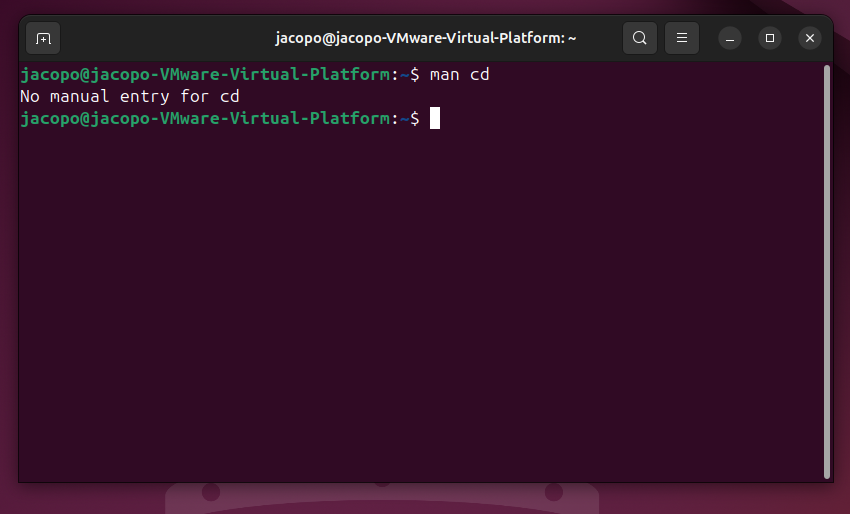 jacopo@jacopo-VMware-Virtual-Platform: ~
jacopo@jacopo-VMware-Virtual-Platform:~$ man cd
No manual entry for cd
jacopo@jacopo-VMware-Virtual-Platform:~$